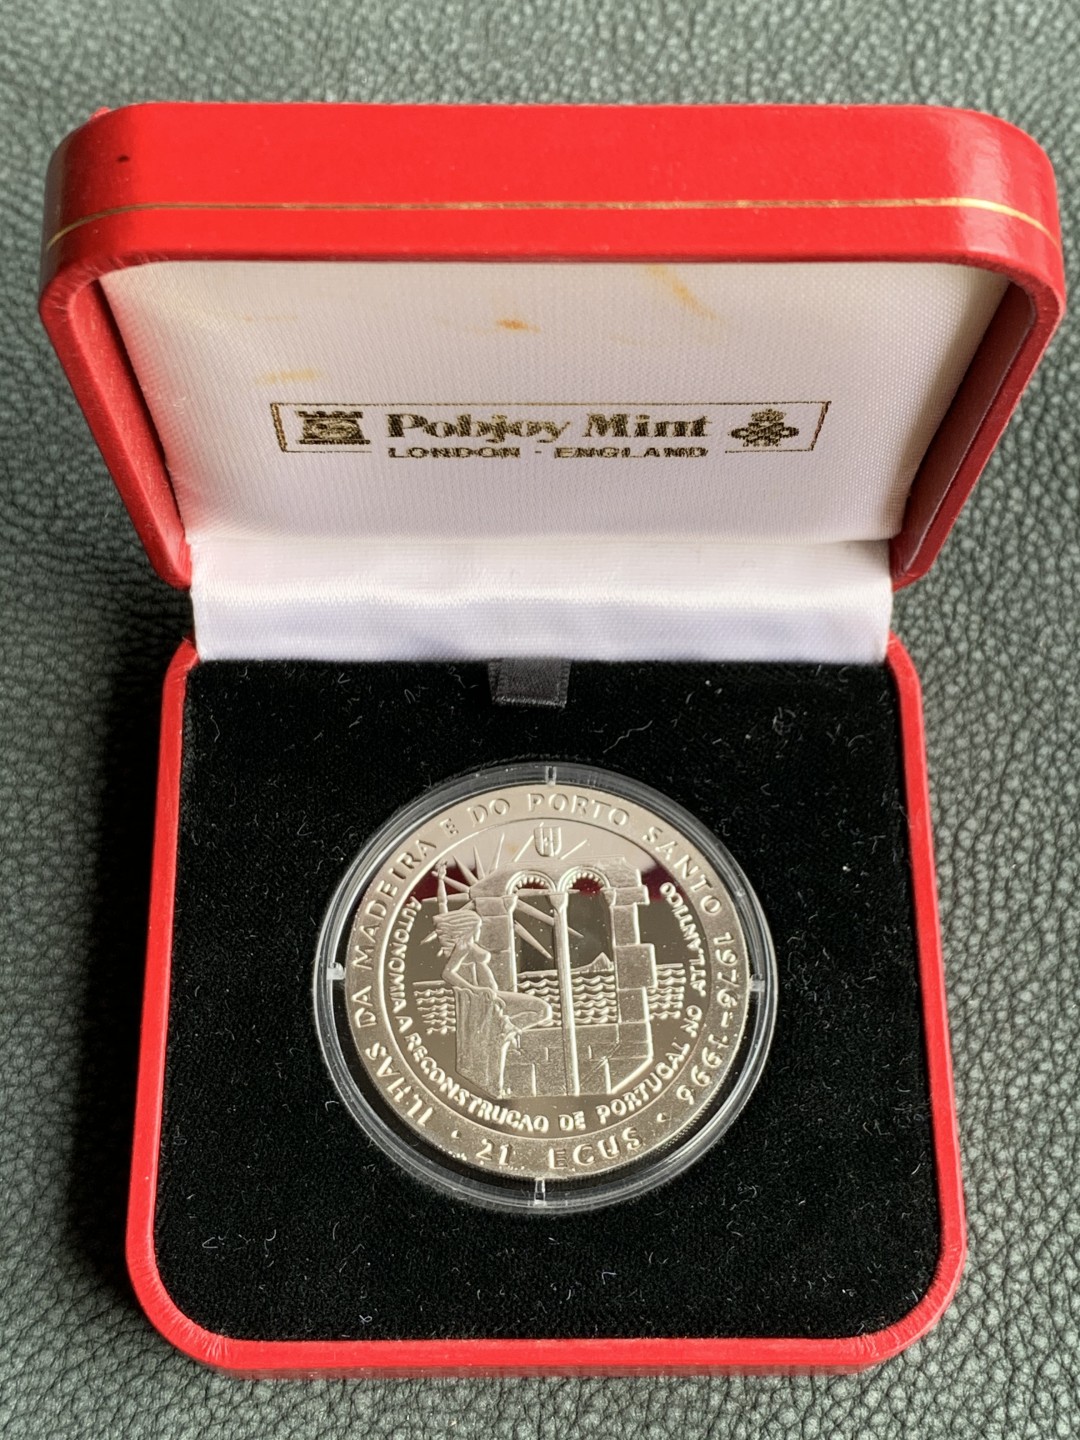 Pobjoy Mint
LONDON - ENGLAND
ILHAS DA MADEIRA E DO PORTO SANTO 1976-1996 · 21 ECUS ·
AUTONOMIA A RECONSTRUCAO DE PORTUGAL NO ATLANTICO